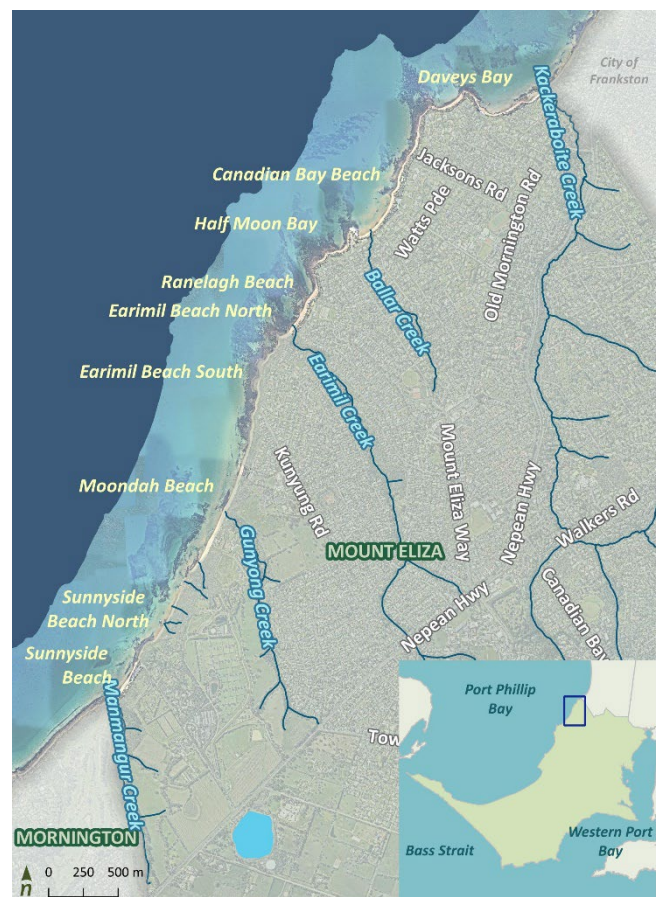 City of
Frankston
Daveys Bay
Kackeraboite Creek
Jacksons Rd
Canadian Bay Beach
Watts Pde
Old Mornington Rd
Half Moon Bay
Ballar Creek
Ranelagh Beach
Earimil Beach North
Earimil Creek
Earimil Beach South
Mount Eliza Way
Kunyung Rd
Nepean Hwy
Moondah Beach
Walkers Rd
Gunyong Creek
MOUNT ELIZA
Canadian Bay
Nepean Hwy
Sunnyside
Beach North
Sunnyside
Beach
Manmangur Creek
Port Phillip
Bay
Tow
MORNINGTON
Western Port
Bay
Bass Strait
n
0 250 500 m